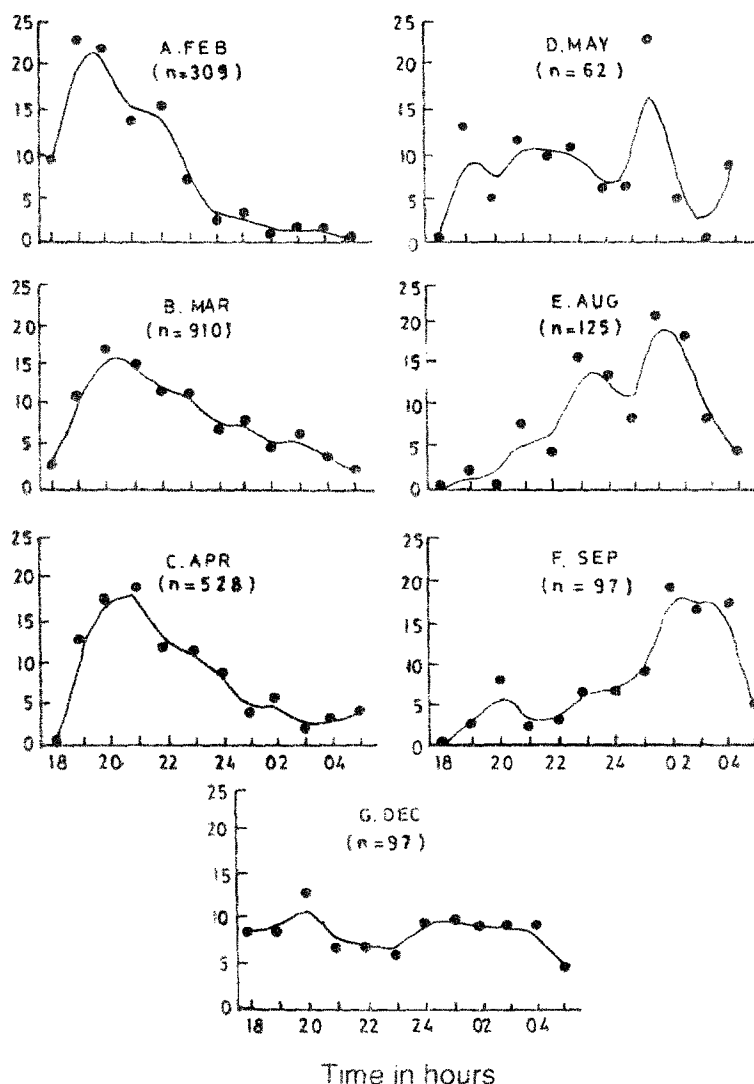 25
20
15
10
5
0
A. FEB
(n=309)
25
20
15
10
5
0
D. MAY
(n=62)
25
20
15
10
5
0
B. MAR
(n=910)
25
20
15
10
5
0
E. AUG
(n=125)
25
20
15
10
5
0
C. APR
(n=528)
18 20 22 24 02 04
25
20
15
10
5
0
F. SEP
(n=97)
18 20 22 24 02 04
25
20
15
10
5
0
G. DEC
(n=97)
18 20 22 24 02 04
Time in hours